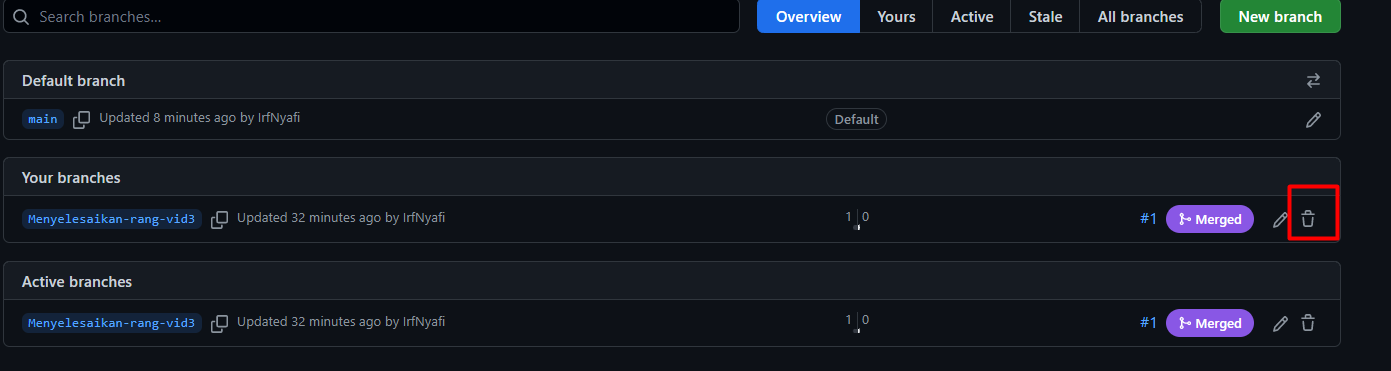 Search branches...
Overview Yours Active Stale All branches New branch
Default branch
main Updated 8 minutes ago by IrfNyafi Default
Your branches
Menyelesaikan-rang-vid3 Updated 32 minutes ago by IrfNyafi 1 0 #1 Merged
Active branches
Menyelesaikan-rang-vid3 Updated 32 minutes ago by IrfNyafi 1 0 #1 Merged